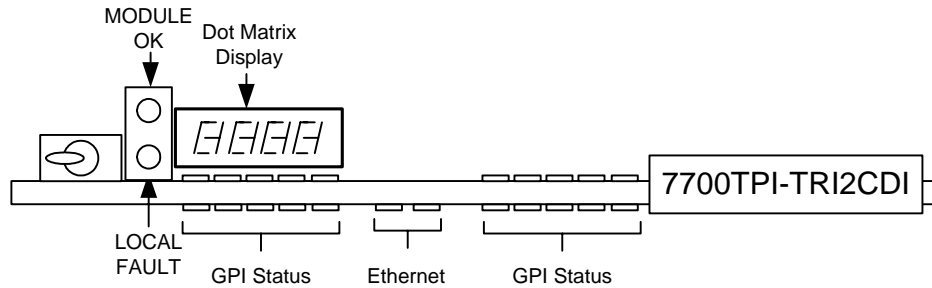 MODULE
OK
Dot Matrix
Display
7700TPI-TRI2CDI
LOCAL
FAULT
GPI Status
Ethernet
GPI Status